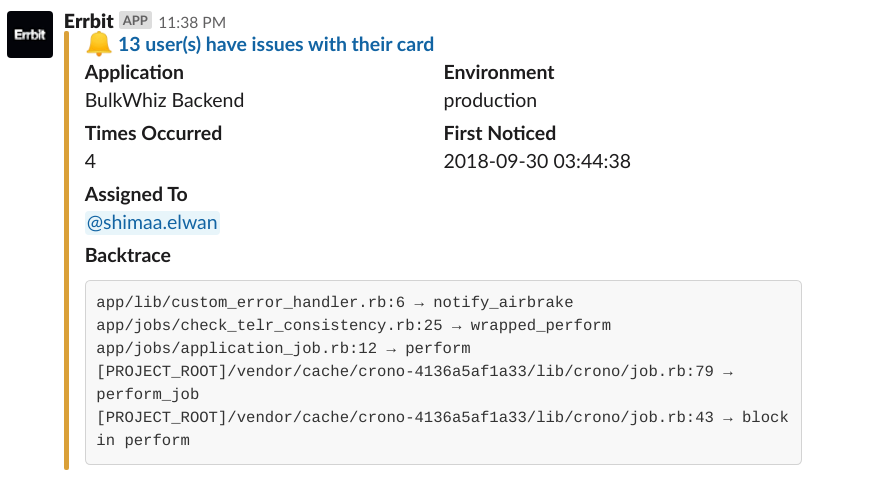 Errbit
Errbit APP 11:38 PM
13 user(s) have issues with their card
Application Environment
BulkWhiz Backend production
Times Occurred First Noticed
4 2018-09-30 03:44:38
Assigned To
@shimaa.elwan
Backtrace
app/lib/custom_error_handler.rb:6 → notify_airbrake
app/jobs/check_telr_consistency.rb:25 → wrapped_perform
app/jobs/application_job.rb:12 → perform
[PROJECT_ROOT]/vendor/cache/crono-4136a5af1a33/lib/crono/job.rb:79 →
perform_job
[PROJECT_ROOT]/vendor/cache/crono-4136a5af1a33/lib/crono/job.rb:43 → block
in perform